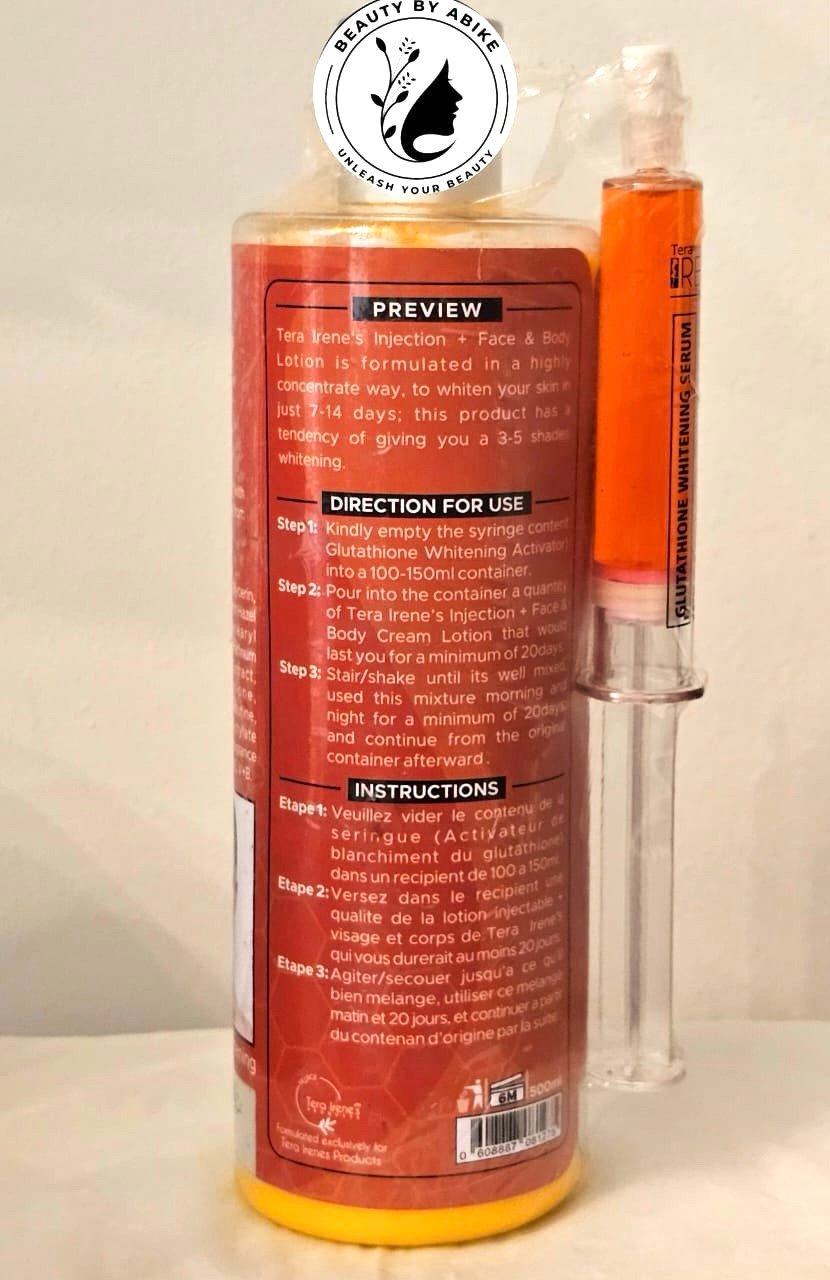 BEAUTY BY ABIKE
UNLEASH YOUR BEAUTY
PREVIEW
Tera Irene's Injection + Face & Body
Lotion is formulated in a highly
concentrate way, to whiten your skin in
just 7-14 days; this product has a
tendency of giving you a 3-5 shades
whitening.
DIRECTION FOR USE
Step 1: Kindly empty the syringe content
Glutathione Whitening Activator)
into a 100-150ml container.
Step 2: Pour into the container a quantity
of Tera Irene's Injection + Face &
Body Cream Lotion that would
last you for a minimum of 20days
Step 3: Stair/shake until its well mixed,
used this mixture morning and
night for a minimum of 20days,
and continue from the original
container afterward.
INSTRUCTIONS
Etape 1: Veuillez vider le contenu de la
seringue (Activateur de
blanchiment du glutathione)
dans un recipient de 100 a 150ml.
Etape 2: Versez dans le recipient une
qualite de la lotion injectable +
visage et corps de Tera Irene's
qui vous durerait au moins 20 jours.
Etape 3: Agiter/secouer jusqu'a ce qu'il
bien melange, utiliser ce melange
matin et 20 jours, et continuer a partir
du contenan d'origine par la suite.
Tera Irene's
Formulated exclusively for
Tera Irenes Products
6M
500ml
Tera
GLUTATHIONE WHITENING SERUM